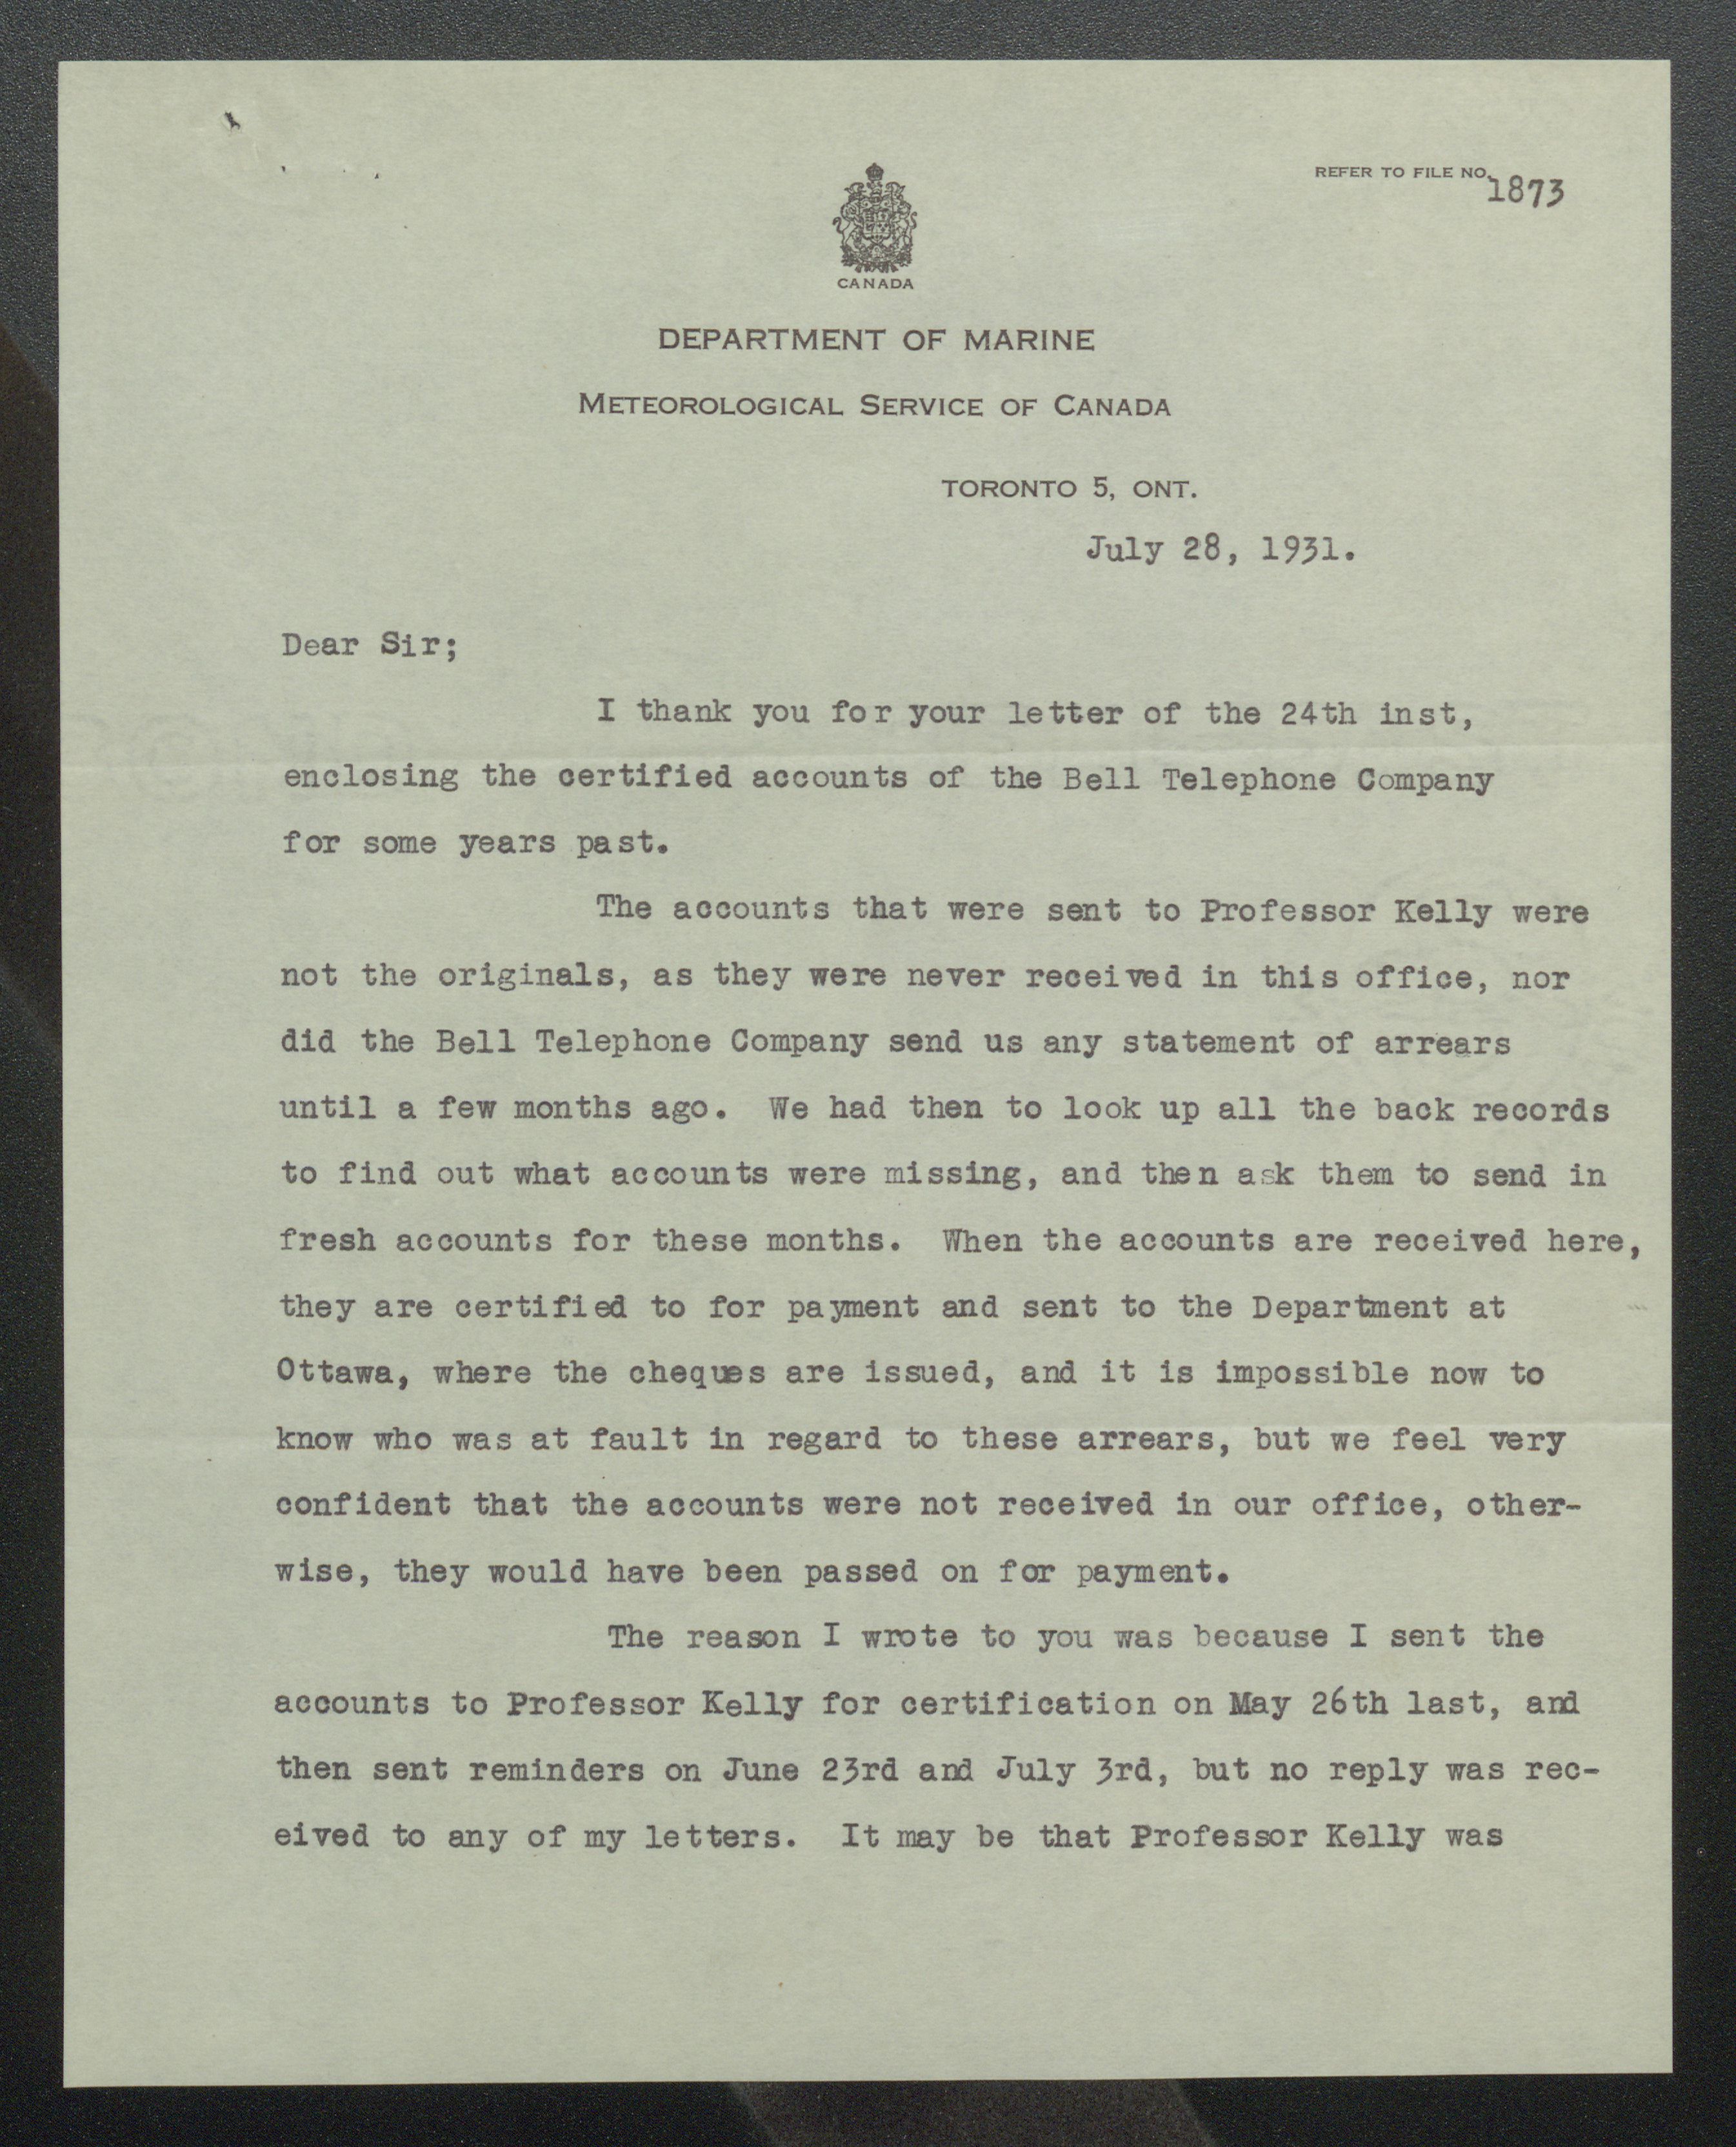 REFER TO FILE NO.
1873
CANADA
DEPARTMENT OF MARINE
METEOROLOGICAL SERVICE OF CANADA
TORONTO 5, ONT.
July 28, 1931.
Dear Sir;
I thank you for your letter of the 24th inst,
enclosing the certified accounts of the Bell Telephone Company
for some years past.
The accounts that were sent to Professor Kelly were
not the originals, as they were never received in this office, nor
did the Bell Telephone Company send us any statement of arrears
until a few months ago. We had then to look up all the back records
to find out what accounts were missing, and then ask them to send in
fresh accounts for these months. When the accounts are received here,
they are certified to for payment and sent to the Department at
Ottawa, where the cheques are issued, and it is impossible now to
know who was at fault in regard to these arrears, but we feel very
confident that the accounts were not received in our office, other-
wise, they would have been passed on for payment.
The reason I wrote to you was because I sent the
accounts to Professor Kelly for certification on May 26th last, and
then sent reminders on June 23rd and July 3rd, but no reply was rec-
eived to any of my letters. It may be that Professor Kelly was